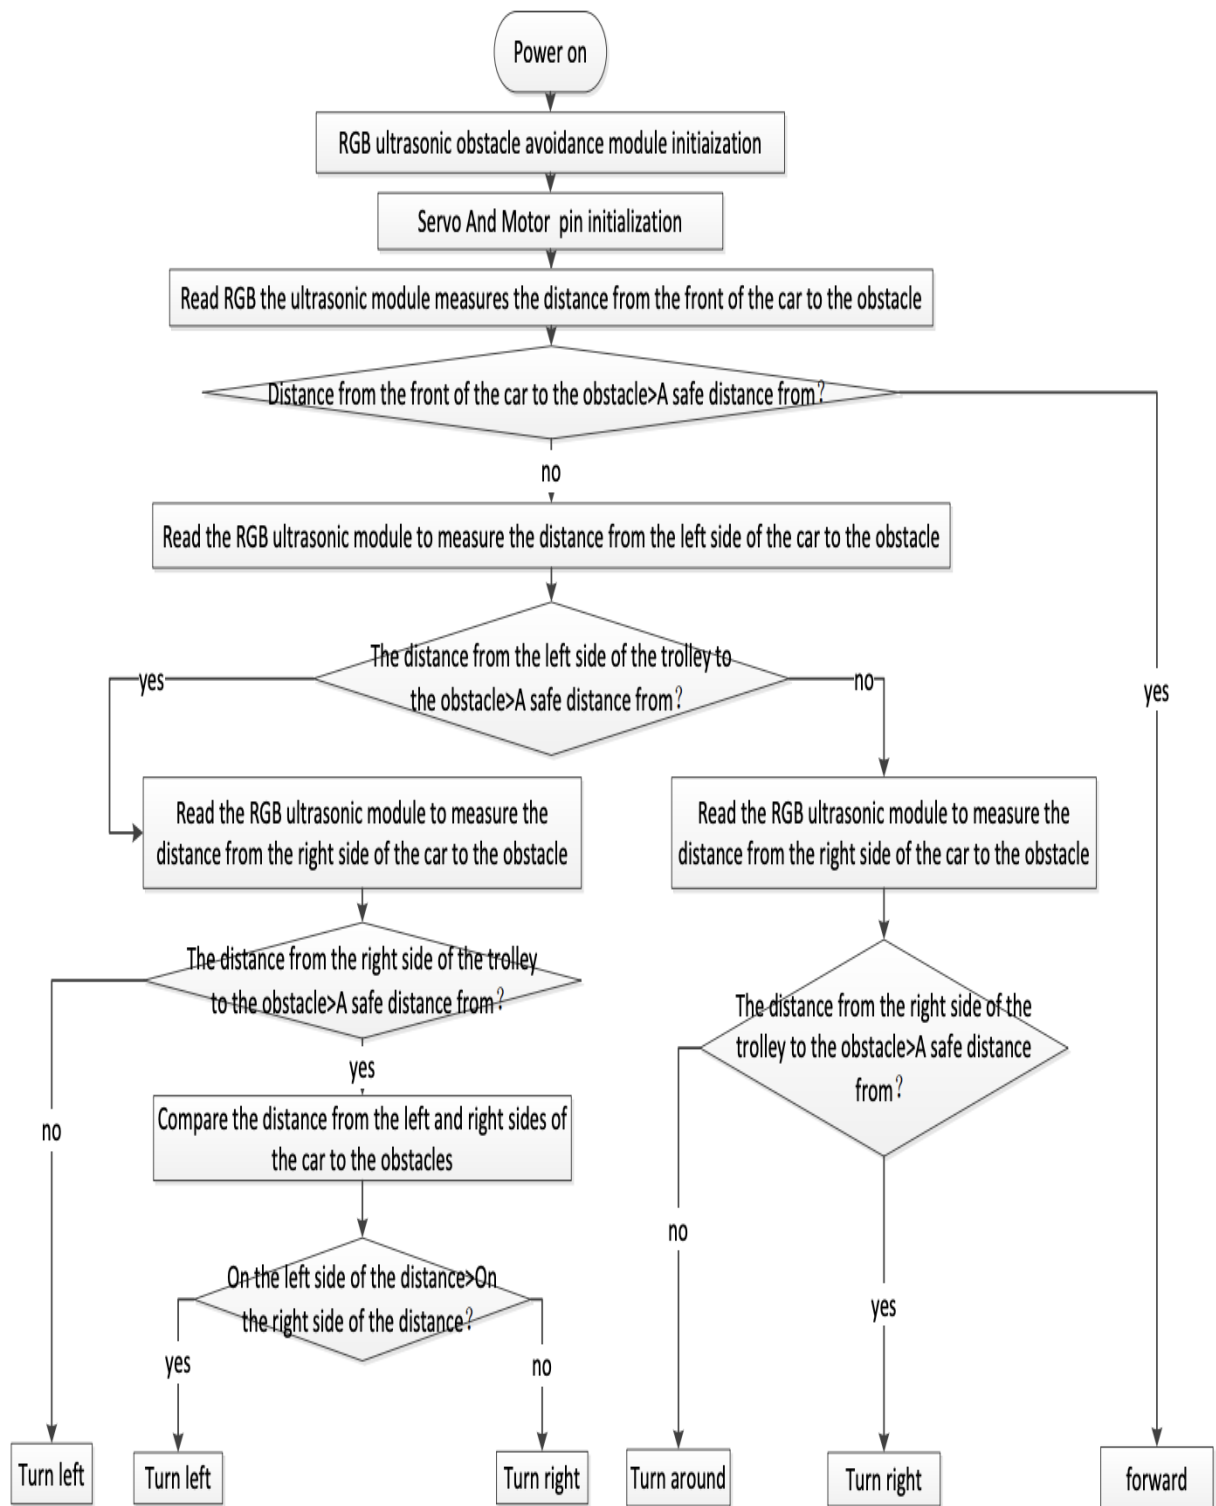 Power on
RGB ultrasonic obstacle avoidance module initiaization
Servo And Motor pin initialization
Read RGB the ultrasonic module measures the distance from the front of the car to the obstacle
Distance from the front of the car to the obstacle>A safe distance from?
no
Read the RGB ultrasonic module to measure the distance from the left side of the car to the obstacle
The distance from the left side of the trolley to
the obstacle>A safe distance from?
yes
no
yes
Read the RGB ultrasonic module to measure the
distance from the right side of the car to the obstacle
Read the RGB ultrasonic module to measure the
distance from the right side of the car to the obstacle
The distance from the right side of the trolley
to the obstacle>A safe distance from?
The distance from the right side of the
trolley to the obstacle>A safe distance
from?
yes
no
Compare the distance from the left and right sides of
the car to the obstacles
no
On the left side of the distance>On
the right side of the distance?
yes
yes
no
Turn left
Turn left
Turn right
Turn around
Turn right
forward